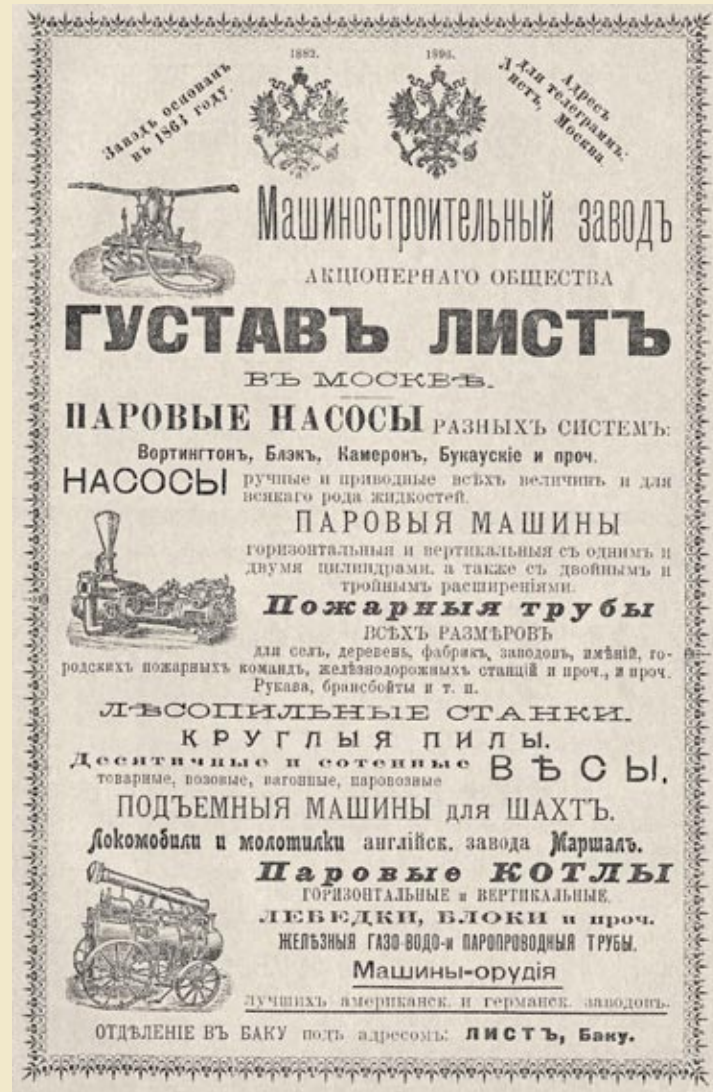 1882.
1896.
Заводъ основанъ
въ 1863 году.
Адресъ
для телеграммъ:
Листъ, Москва.
Машиностроительный заводъ
АКЦІОНЕРНАГО ОБЩЕСТВА
ГУСТАВЪ ЛИСТЪ
ВЪ МОСКВѢ.
ПАРОВЫЕ НАСОСЫ РАЗНЫХЪ СИСТЕМЪ:
Вортингтонъ, Блэкъ, Камеронъ, Букаускіе и проч.
НАСОСЫ ручные и приводные всѣхъ величинъ и для
всякаго рода жидкостей.
ПАРОВЫЯ МАШИНЫ
горизонтальныя и вертикальныя съ однимъ и
двумя цилиндрами, а также съ двойнымъ и
тройнымъ расширеніями.
Пожарныя трубы
ВСѢХЪ РАЗМѢРОВЪ
для селъ, деревень, фабрикъ, заводовъ, имѣній, го-
родскихъ пожарныхъ командъ, желѣзнодорожныхъ станцій и проч., и проч.
Рукава, брансбойты и т. п.
ЛѢСОПИЛЬНЫЕ СТАНКИ.
КРУГЛЫЯ ПИЛЫ.
Десятичные и сотенные ВѢСЫ,
товарные, возовые, вагонные, паровозные
ПОДЪЕМНЫЯ МАШИНЫ для ШАХТЪ.
Локомобили и молотилки англійск. завода Маршалъ.
Паровые КОТЛЫ
ГОРИЗОНТАЛЬНЫЕ и ВЕРТИКАЛЬНЫЕ.
ЛЕБЕДКИ, БЛОКИ и проч.
ЖЕЛѢЗНЫЯ ГАЗО-ВОДО-и ПАРОПРОВОДНЫЯ ТРУБЫ.
Машины-орудія
лучшихъ американск. и германск. заводовъ.
ОТДѢЛЕНІЕ ВЪ БАКУ подъ адресомъ: ЛИСТЪ, Баку.